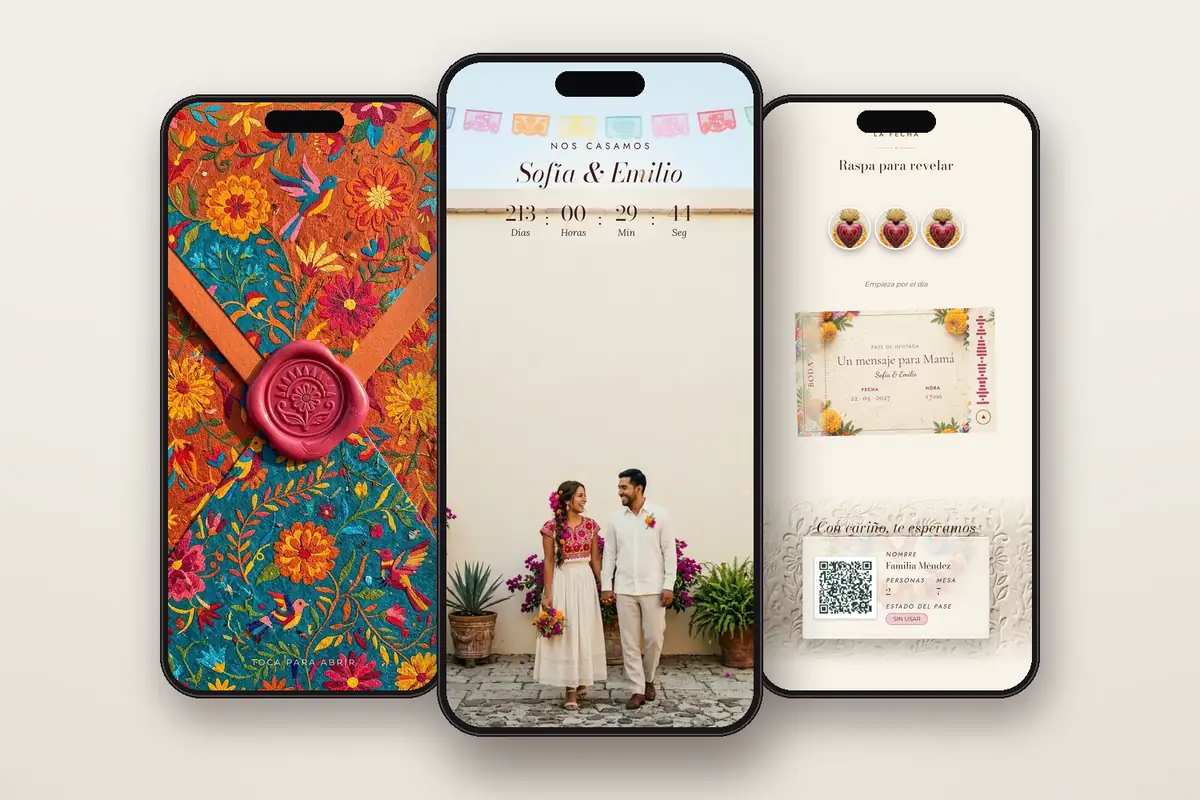 TOCA PARA ABRIR
NOS CASAMOS
Sofía & Emilio
213 : 00 : 29 : 44
Días Horas Min Seg
LA FECHA
Raspa para revelar
Empieza por el día
BODA
PASE DE INVITADA
Un mensaje para Mamá
Sofía & Emilio
FECHA HORA
22 · 05 · 2027 17:00
Con cariño, te esperamos
NOMBRE
Familia Méndez
PERSONAS MESA
2 7
ESTADO DEL PASE
SIN USAR